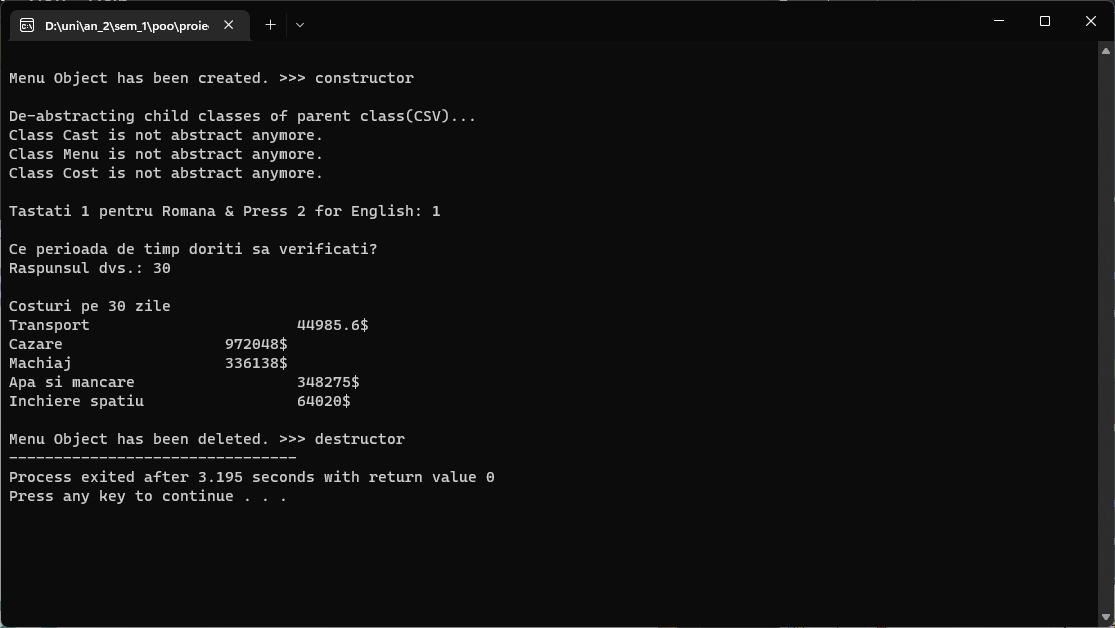 D:\uni\an_2\sem_1\poo\proie
Menu Object has been created. >>> constructor
De-abstracting child classes of parent class(CSV)...
Class Cast is not abstract anymore.
Class Menu is not abstract anymore.
Class Cost is not abstract anymore.
Tastati 1 pentru Romana & Press 2 for English: 1
Ce perioada de timp doriti sa verificati?
Raspunsul dvs.: 30
Costuri pe 30 zile
Transport 44985.6$
Cazare 972048$
Machiaj 336138$
Apa si mancare 348275$
Inchiere spatiu 64020$
Menu Object has been deleted. >>> destructor
--------------------------------
Process exited after 3.195 seconds with return value 0
Press any key to continue . . .